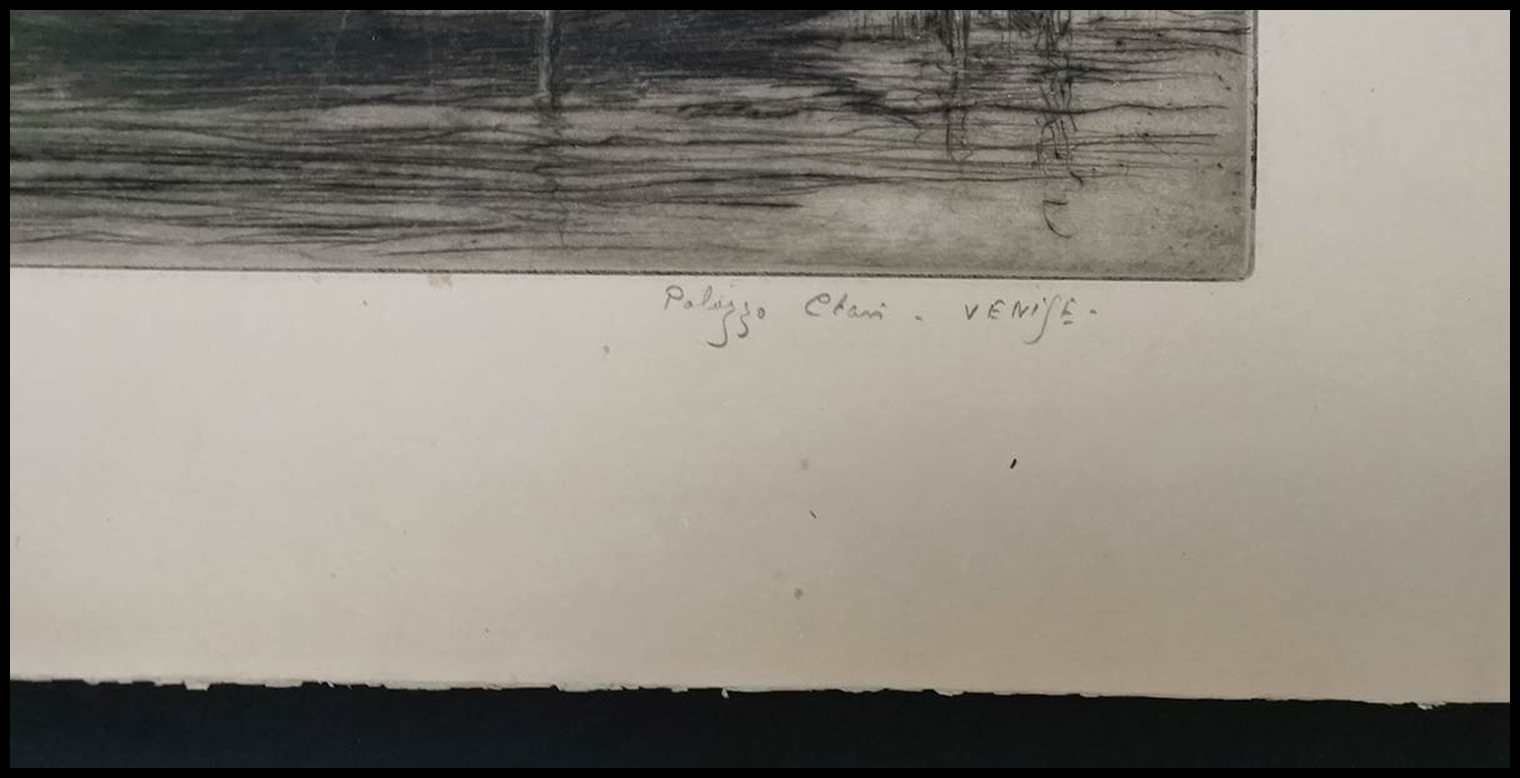 Palazzo Clari . VENISE.